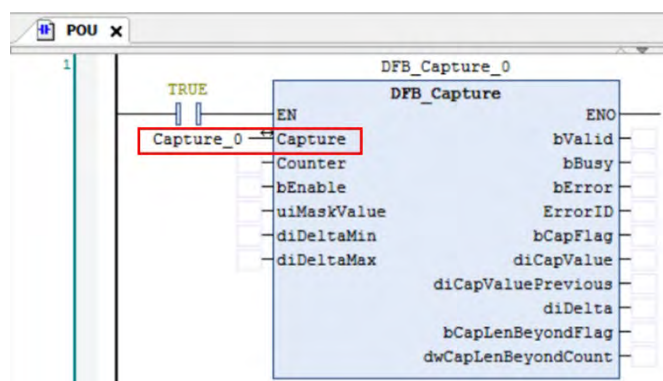 POU
1
DFB_Capture_0
TRUE
DFB_Capture
EN
ENO
Capture_0
Capture
bValid
Counter
bBusy
bEnable
bError
uiMaskValue
ErrorID
diDeltaMin
bCapFlag
diDeltaMax
diCapValue
diCapValuePrevious
diDelta
bCapLenBeyondFlag
dwCapLenBeyondCount